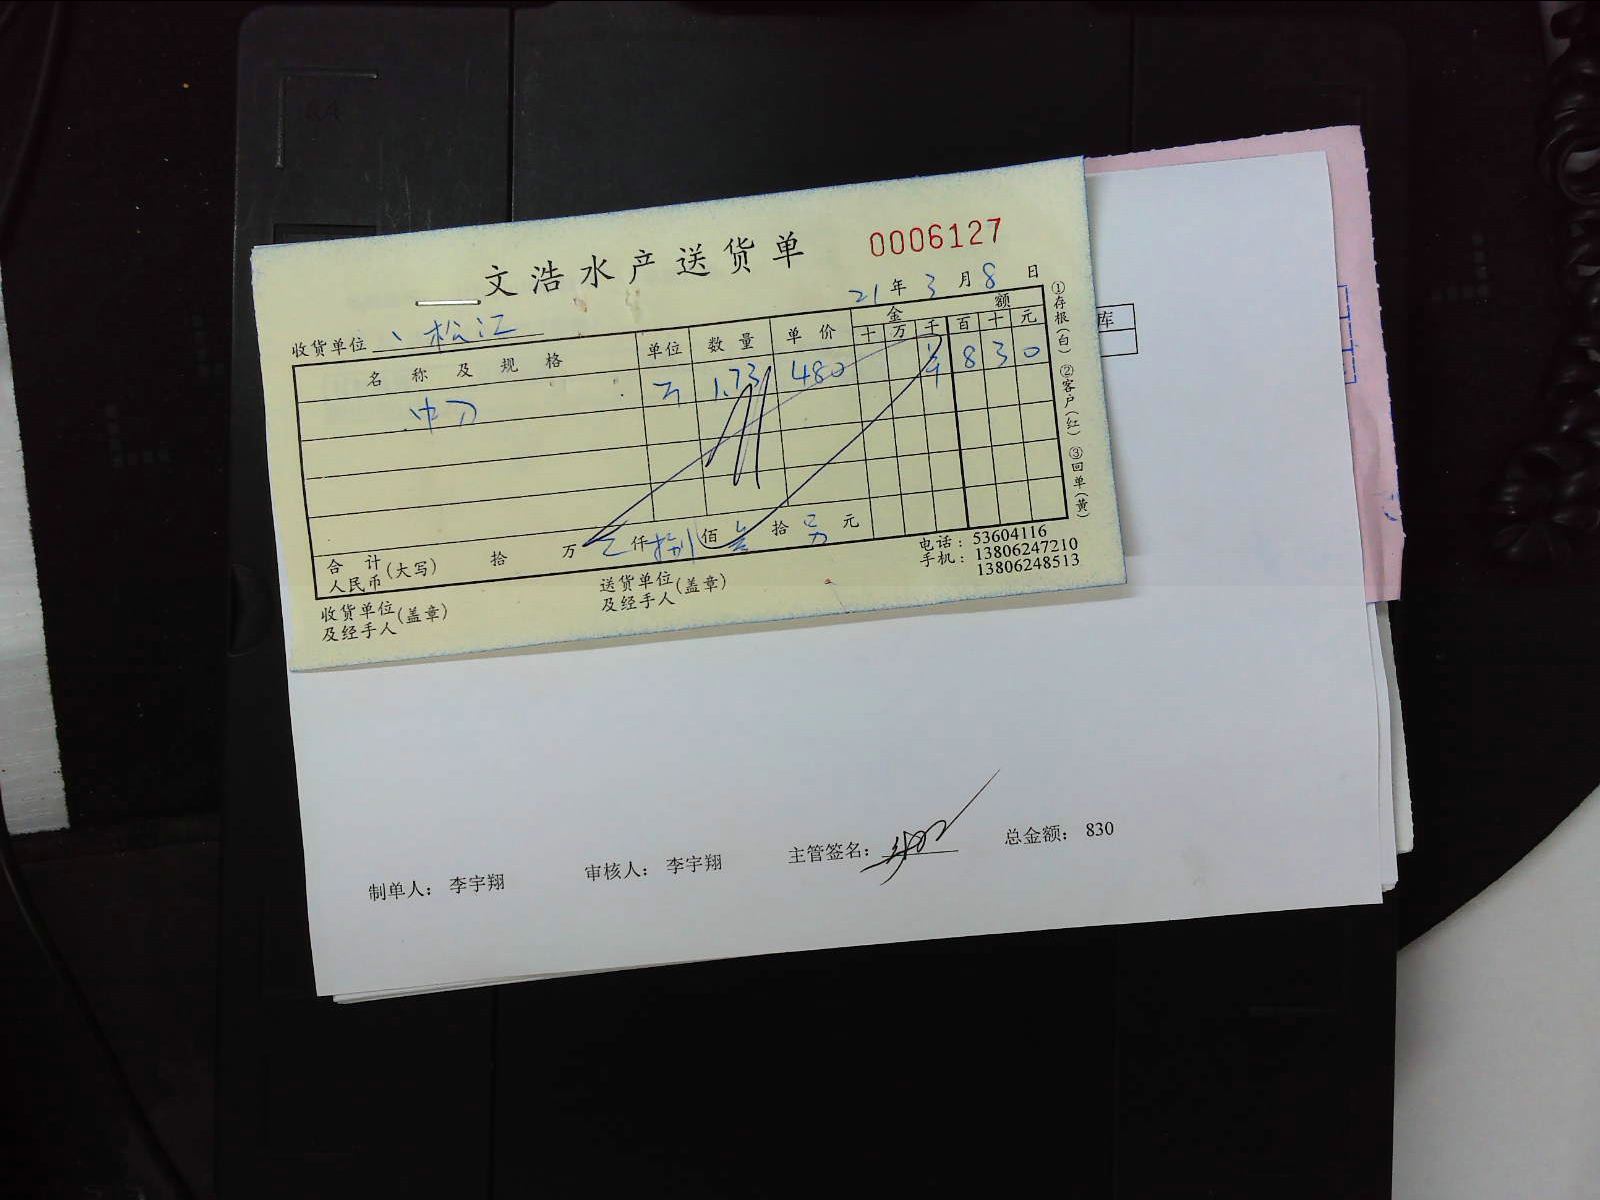 文浩水产送货单
0006127
21年3月8日
收货单位 松江
名称及规格 单位 数量 单价 金额
十 万 千 百 十 元
中刀 斤 1.73 480 ¥ 8 3 0
合计
人民币(大写) 拾 万 仟 捌 佰 叁 拾 另 元
收货单位
及经手人(盖章)
送货单位
及经手人(盖章)
电话:53604116
手机:13806247210
13806248513
①存根(白) ②客户(红) ③回单(黄)
库
制单人: 李宇翔 审核人: 李宇翔 主管签名: 总金额: 830